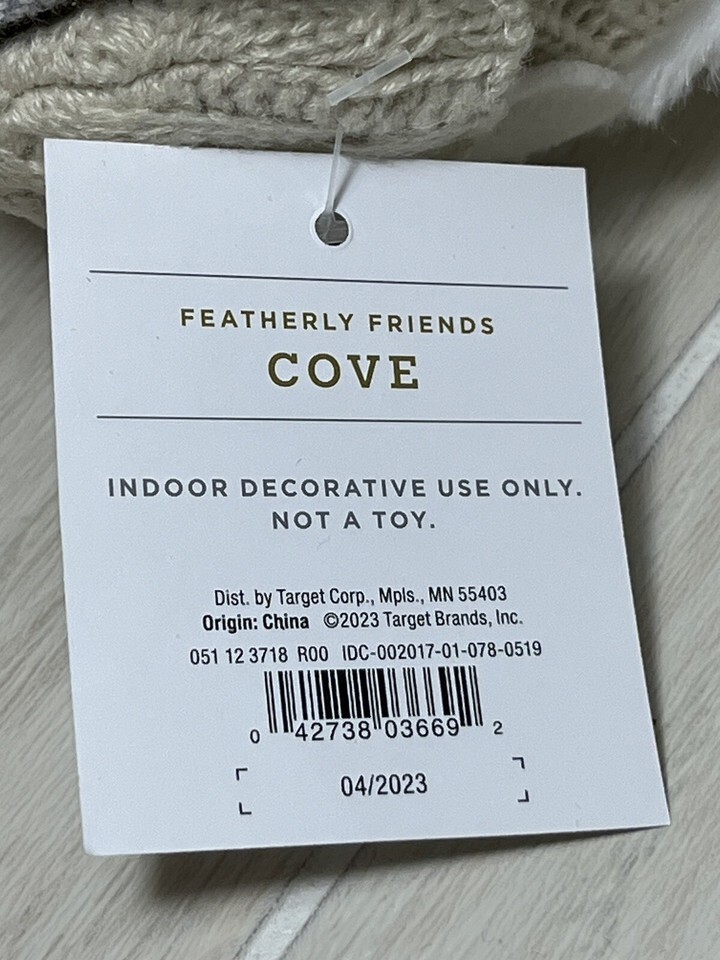 FEATHERLY FRIENDS
COVE
INDOOR DECORATIVE USE ONLY.
NOT A TOY.
Dist. by Target Corp., Mpls., MN 55403
Origin: China ©2023 Target Brands, Inc.
051 12 3718 R00 IDC-002017-01-078-0519
0 42738 03669 2
04/2023